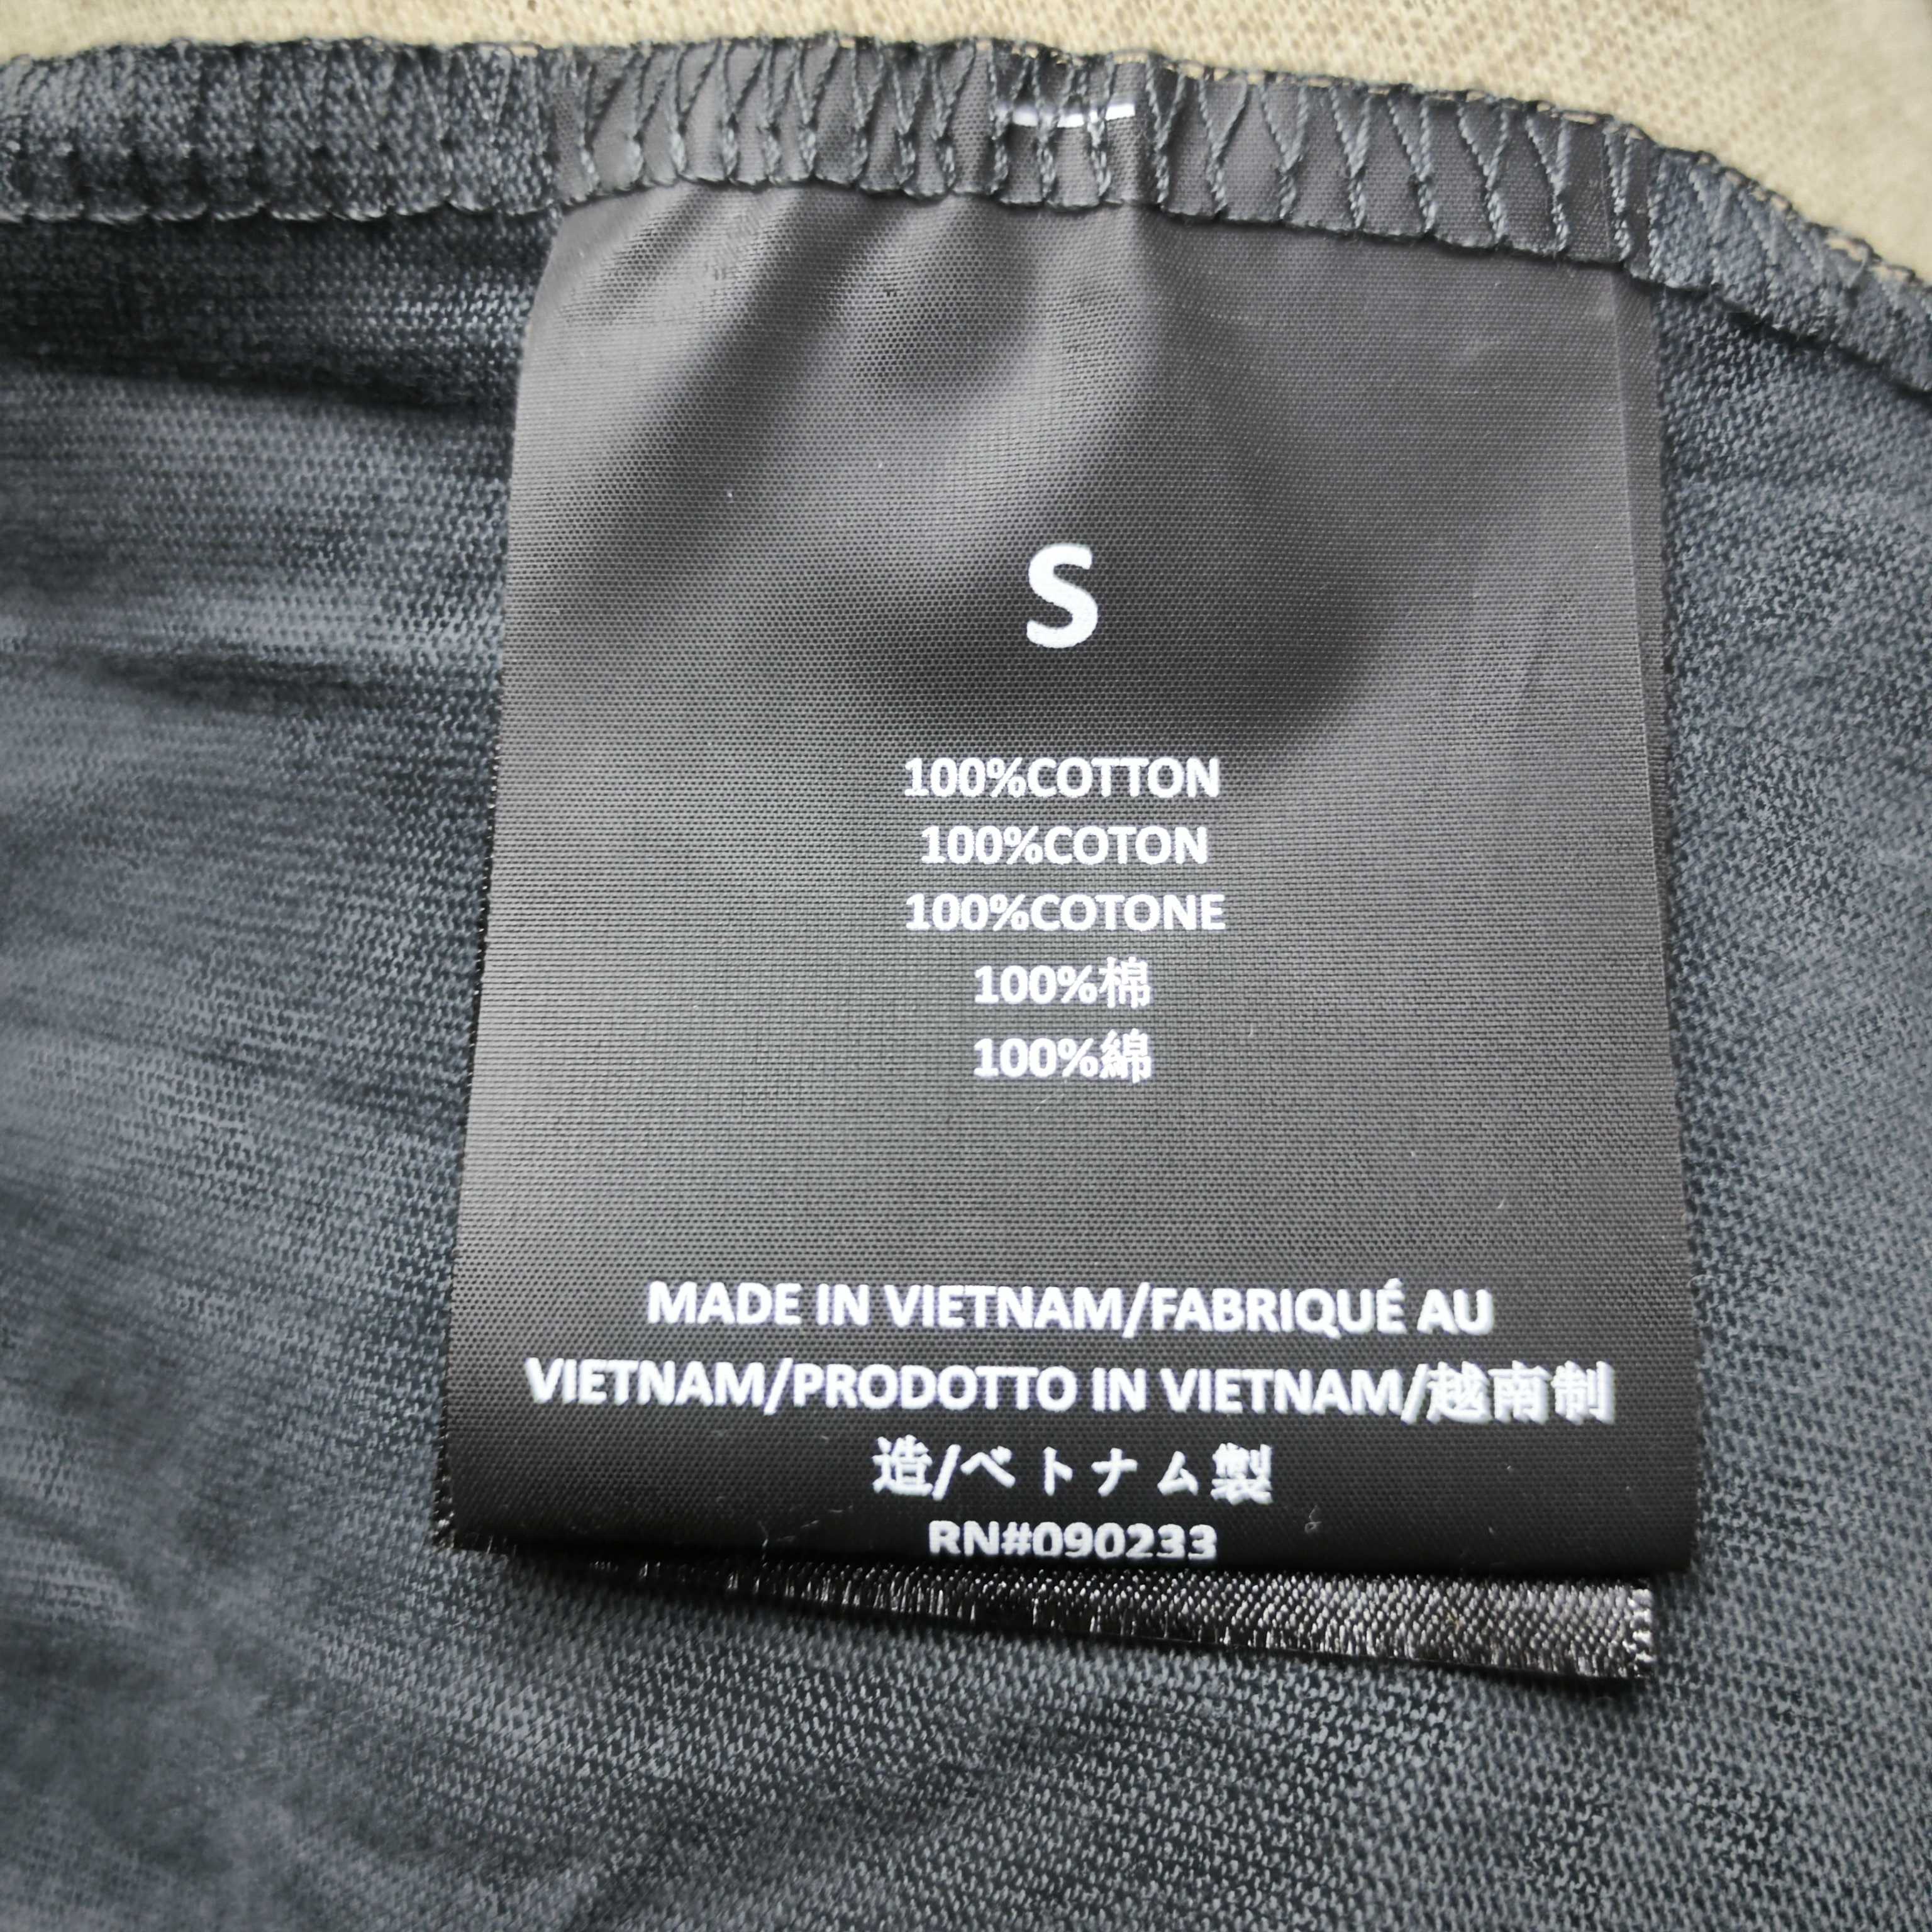 S
100%COTTON
100%COTON
100%COTONE
100%棉
100%綿
MADE IN VIETNAM/FABRIQUÉ AU
VIETNAM/PRODOTTO IN VIETNAM/越南制
造/ベトナム製
RN#090233